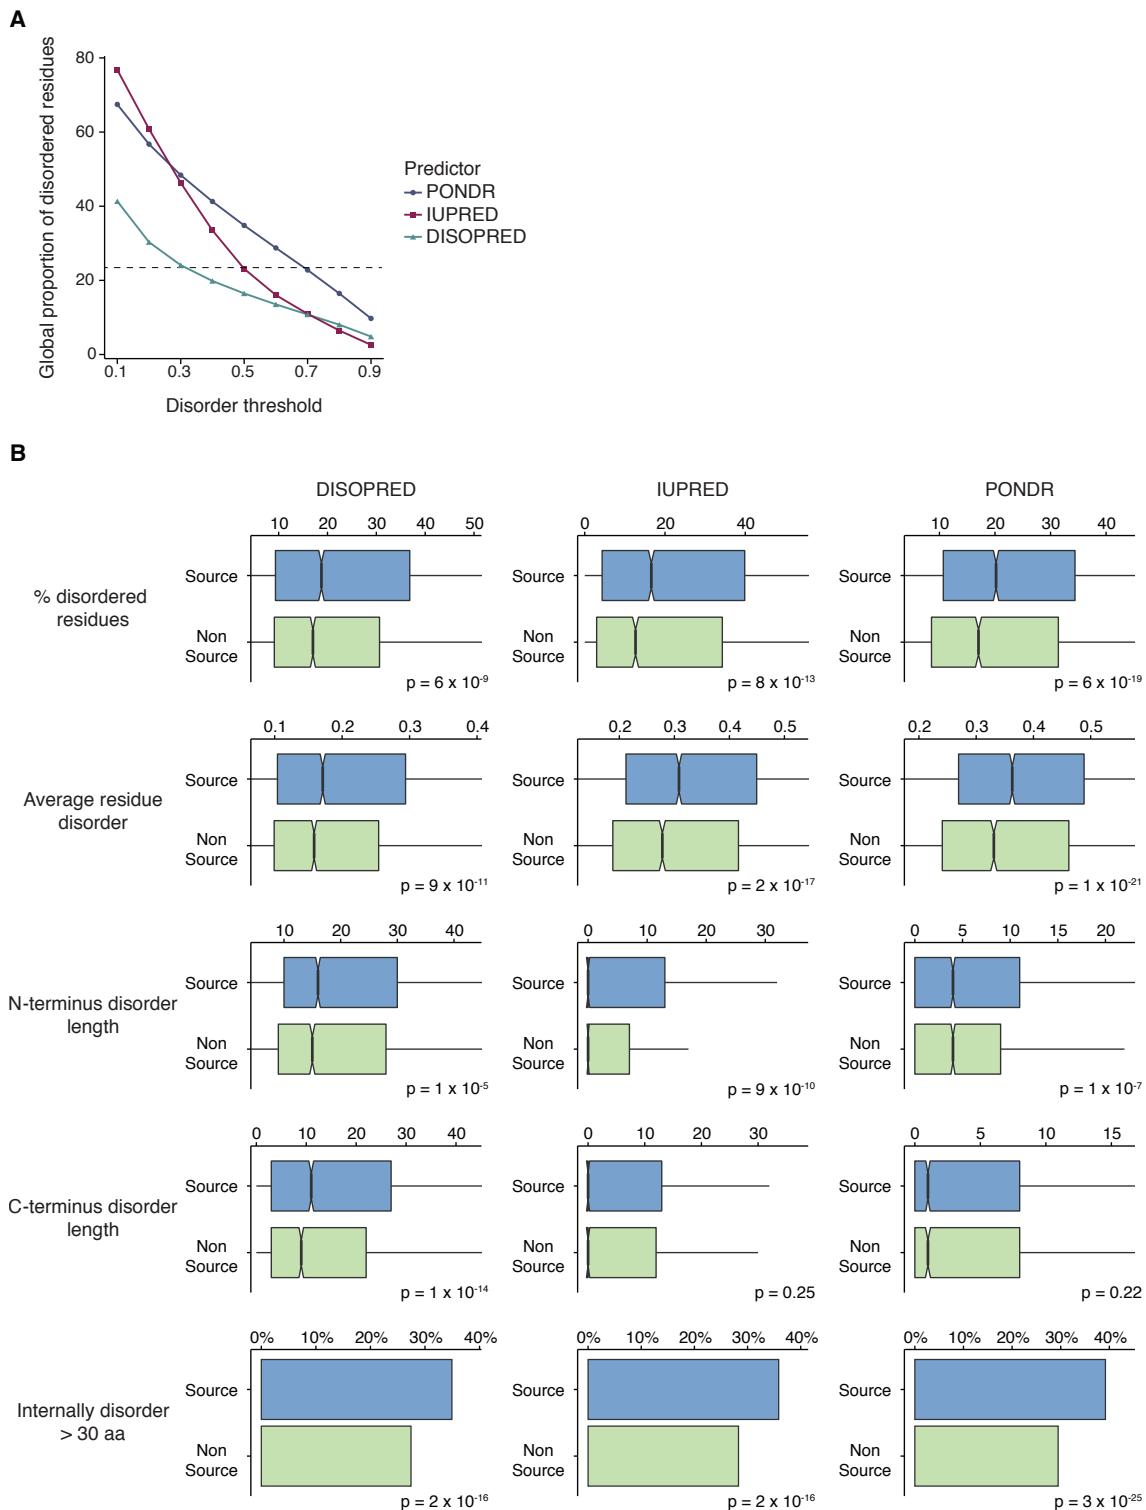 A
Global proportion of disordered residues
80
60
40
20
0
0.1 0.3 0.5 0.7 0.9
Disorder threshold
Predictor
PONDR
IUPRED
DISOPRED
B
DISOPRED IUPRED PONDR
% disordered
residues
10 20 30 40 50
Source
Non
Source
p = 6 x 10-9
0 20 40
Source
Non
Source
p = 8 x 10-13
10 20 30 40
Source
Non
Source
p = 6 x 10-19
Average residue
disorder
0.1 0.2 0.3 0.4
Source
Non
Source
p = 9 x 10-11
0.2 0.3 0.4 0.5
Source
Non
Source
p = 2 x 10-17
0.2 0.3 0.4 0.5
Source
Non
Source
p = 1 x 10-21
N-terminus disorder
length
10 20 30 40
Source
Non
Source
p = 1 x 10-5
0 10 20 30
Source
Non
Source
p = 9 x 10-10
0 5 10 15 20
Source
Non
Source
p = 1 x 10-7
C-terminus disorder
length
0 10 20 30 40
Source
Non
Source
p = 1 x 10-14
0 10 20 30
Source
Non
Source
p = 0.25
0 5 10 15
Source
Non
Source
p = 0.22
Internally disorder
> 30 aa
0% 10% 20% 30% 40%
Source
Non
Source
p = 2 x 10-16
0% 10% 20% 30% 40%
Source
Non
Source
p = 2 x 10-16
0% 10% 20% 30% 40%
Source
Non
Source
p = 3 x 10-25